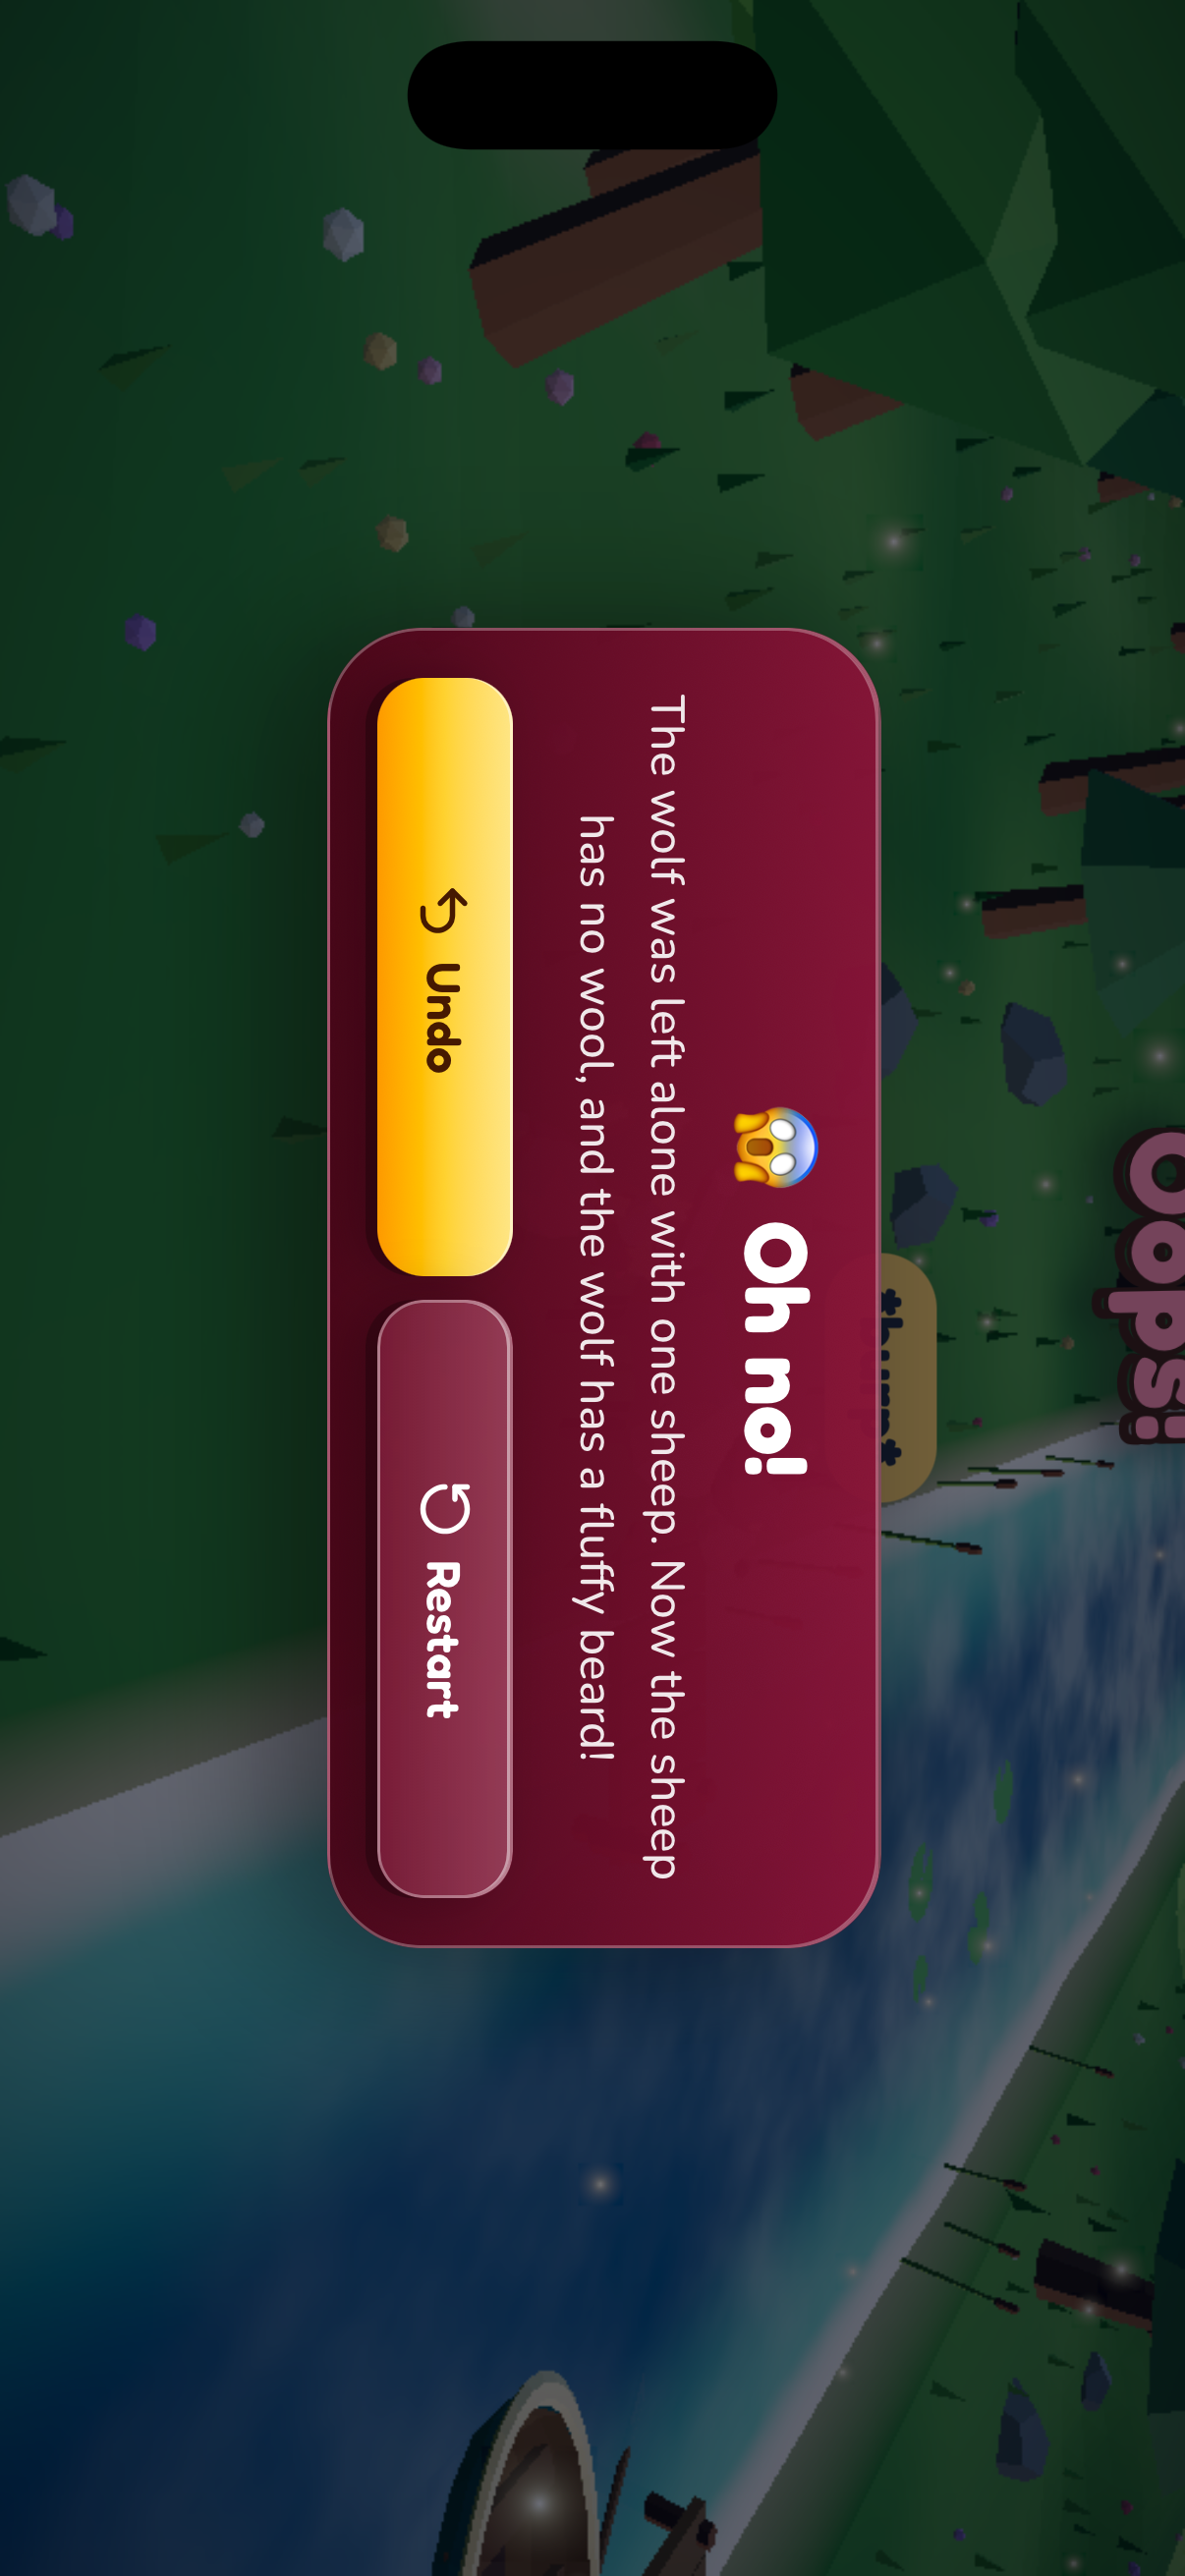 Oops!
*bump*
😱 Oh no!
The wolf was left alone with one sheep. Now the sheep
has no wool, and the wolf has a fluffy beard!
Undo
Restart